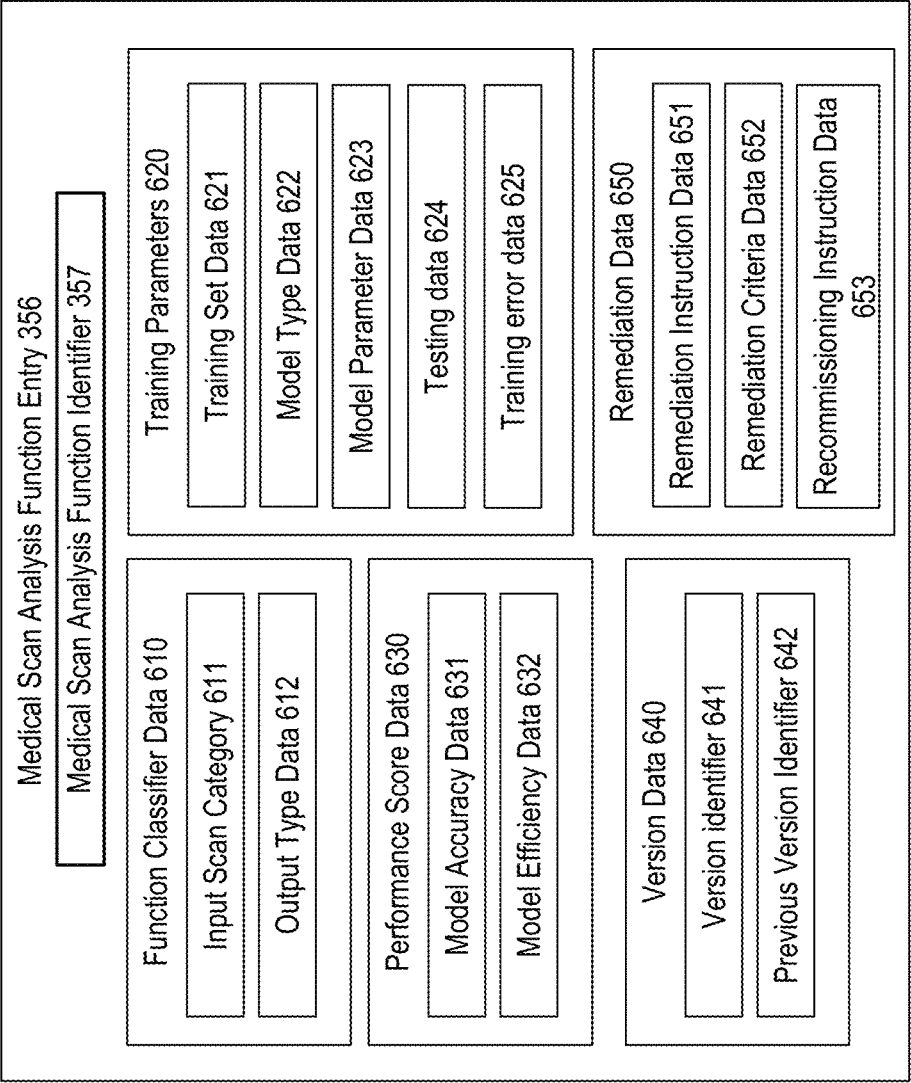 Medical Scan Analysis Function Entry 356
Medical Scan Analysis Function Identifier 357
Function Classifier Data 610
Input Scan Category 611
Output Type Data 612
Performance Score Data 630
Model Accuracy Data 631
Model Efficiency Data 632
Version Data 640
Version identifier 641
Previous Version Identifier 642
Training Parameters 620
Training Set Data 621
Model Type Data 622
Model Parameter Data 623
Testing data 624
Training error data 625
Remediation Data 650
Remediation Instruction Data 651
Remediation Criteria Data 652
Recommissioning Instruction Data
653